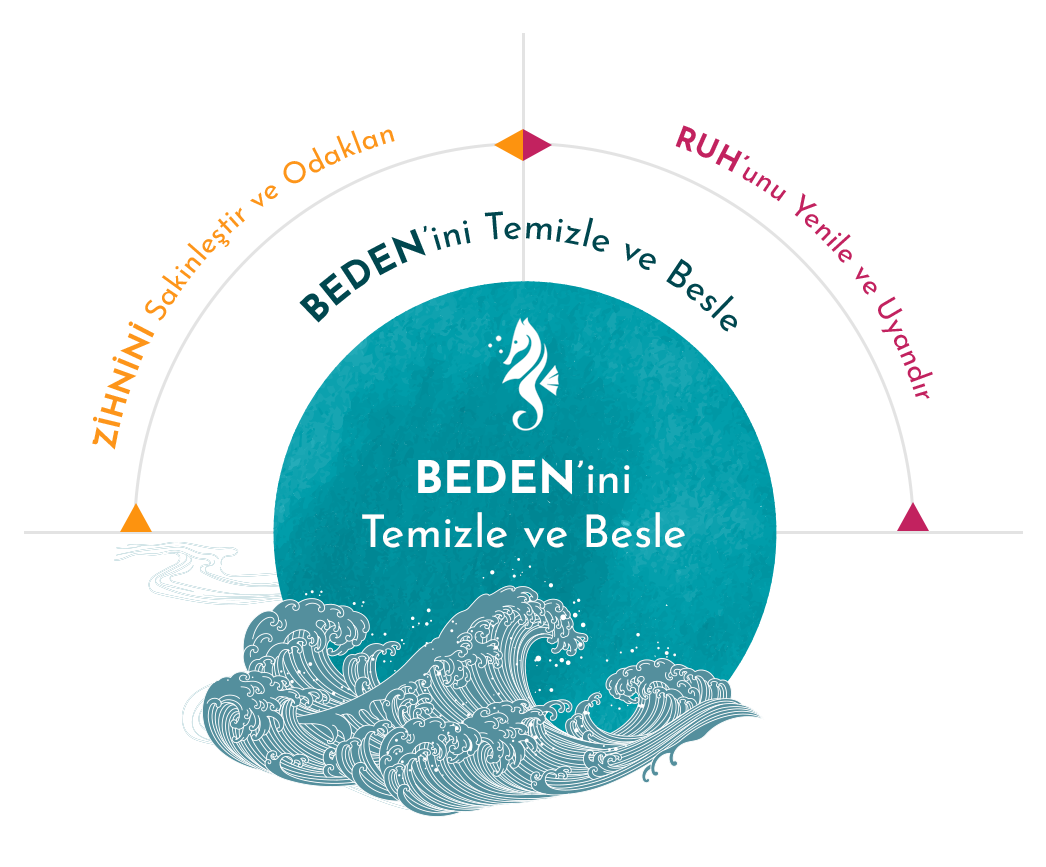 ZİHNİNİ Sakinleştir ve Odaklan
RUH’unu Yenile ve Uyandır
BEDEN’ini Temizle ve Besle
BEDEN’ini
Temizle ve Besle